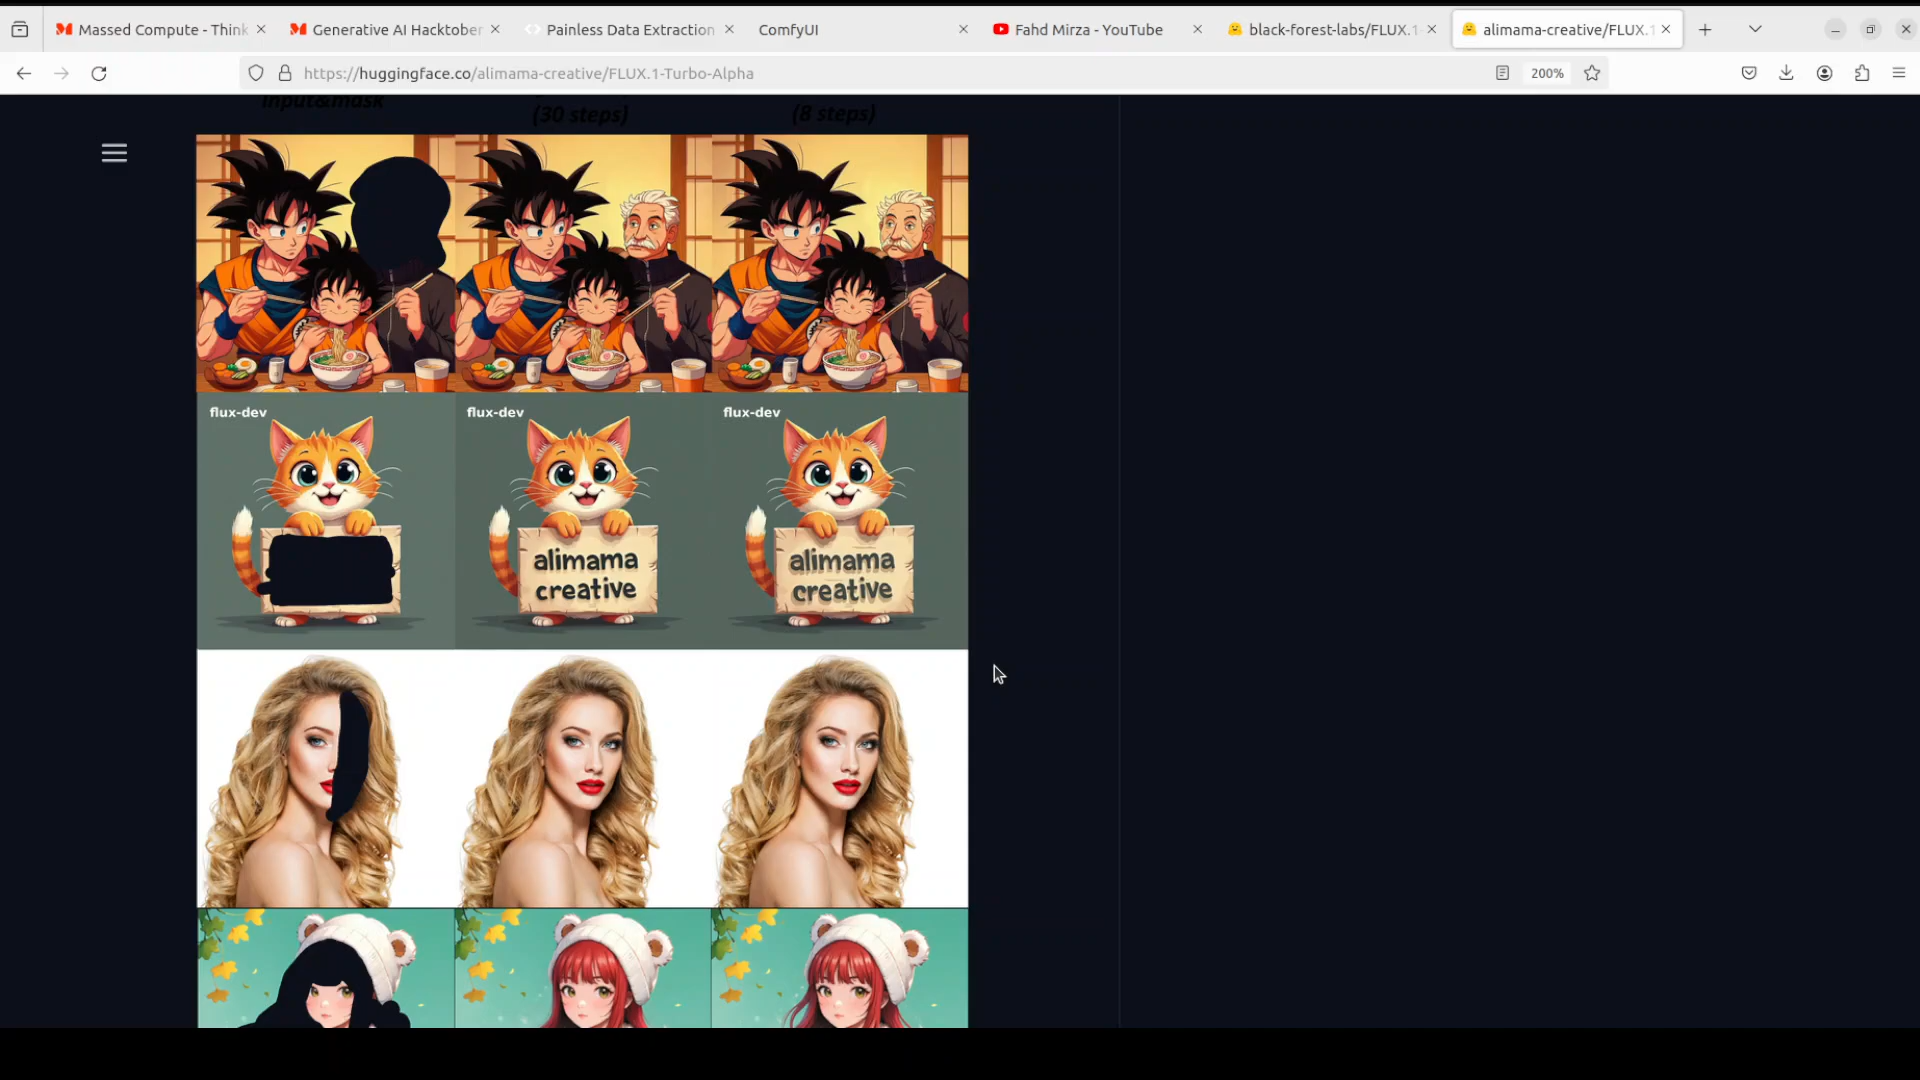 Massed Compute - Think
Generative AI Hacktober
Painless Data Extraction
ComfyUI
Fahd Mirza - YouTube
black-forest-labs/FLUX.1-
alimama-creative/FLUX.1
https://huggingface.co/alimama-creative/FLUX.1-Turbo-Alpha
200%
input&mask
(30 steps)
(8 steps)
flux-dev
flux-dev
flux-dev
alimama
creative
alimama
creative